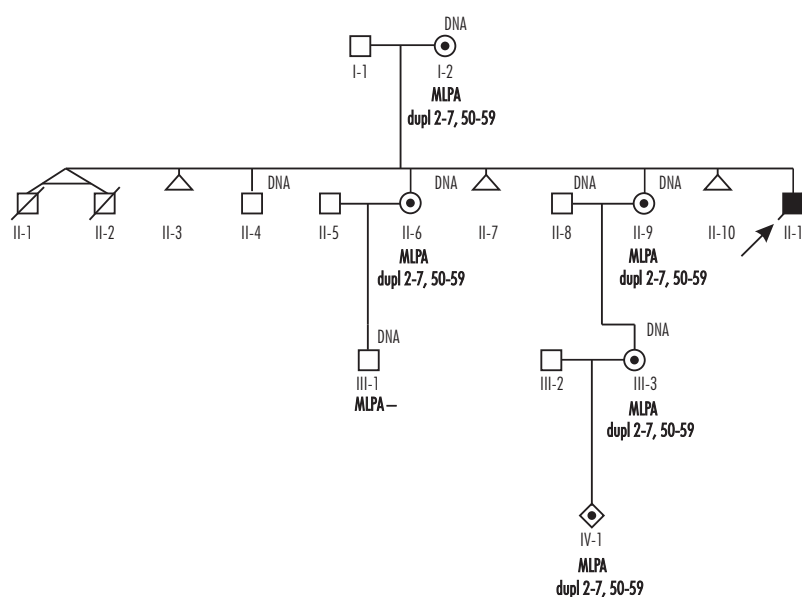 DNA
I-1
I-2
MLPA
dupl 2-7, 50-59
DNA
DNA
DNA
DNA
II-1
II-2
II-3
II-4
II-5
II-6
II-7
II-8
II-9
II-10
II-1
MLPA
dupl 2-7, 50-59
MLPA
dupl 2-7, 50-59
DNA
DNA
III-1
III-2
III-3
MLPA –
MLPA
dupl 2-7, 50-59
IV-1
MLPA
dupl 2-7, 50-59